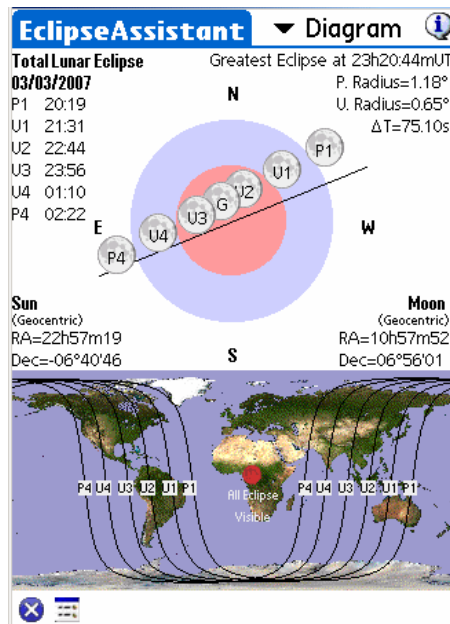 EclipseAssistant ▼ Diagram i
Total Lunar Eclipse Greatest Eclipse at 23h20:44mUT
03/03/2007 P. Radius=1.18°
P1 20:19 N U. Radius=0.65°
U1 21:31 ΔT=75.10s
U2 22:44
U3 23:56
U4 01:10
P4 02:22
P1
U1
U2
G
U3
U4
P4
E W
Sun Moon
(Geocentric) (Geocentric)
RA=22h57m19 RA=10h57m52
Dec=-06°40'46 S Dec=06°56'01
P4 U4 U3 U2 U1 P1 P4 U4 U3 U2 U1 P1
All Eclipse
Visible